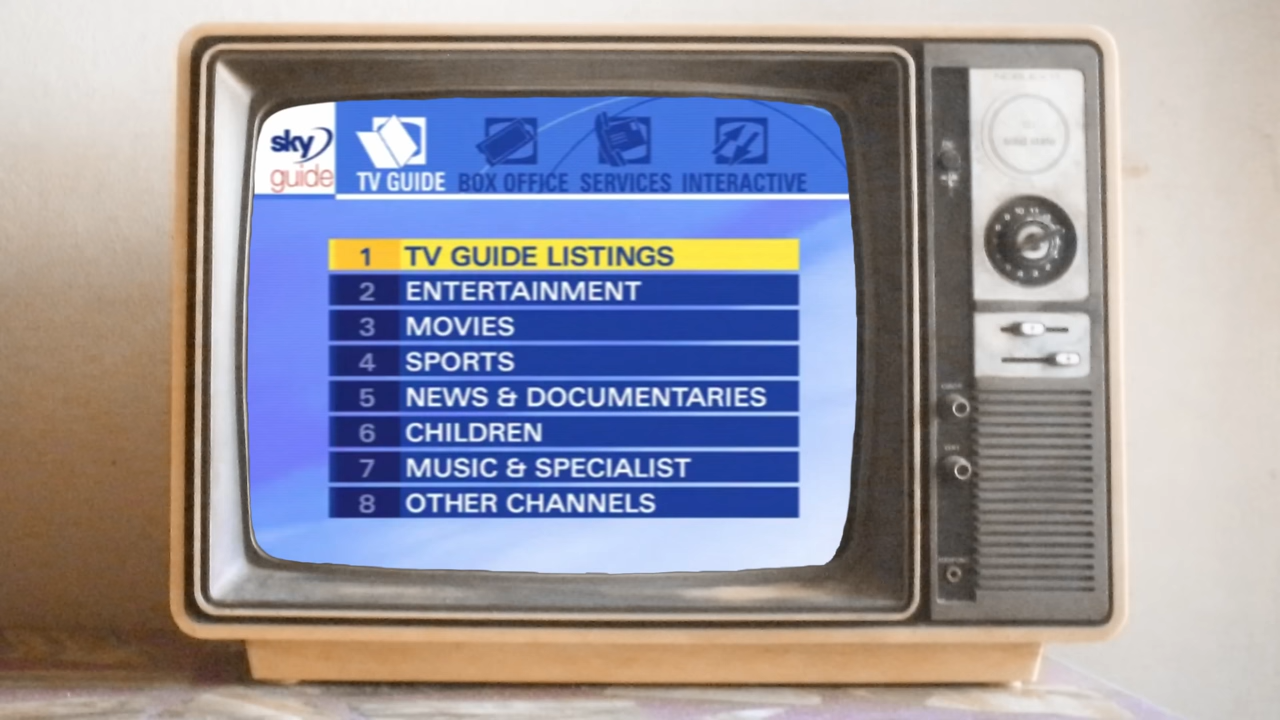 sky
guide
TV GUIDE BOX OFFICE SERVICES INTERACTIVE
1 TV GUIDE LISTINGS
2 ENTERTAINMENT
3 MOVIES
4 SPORTS
5 NEWS & DOCUMENTARIES
6 CHILDREN
7 MUSIC & SPECIALIST
8 OTHER CHANNELS